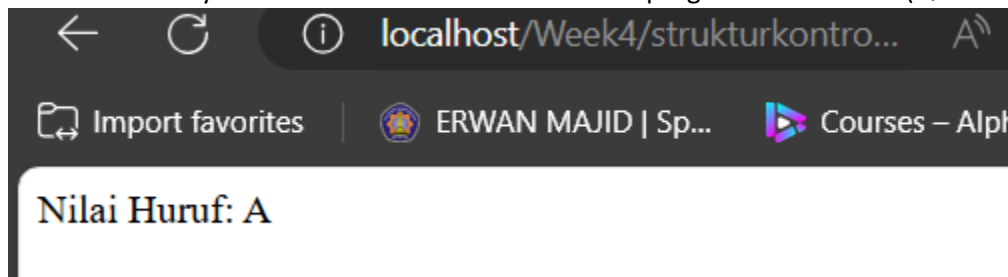 localhost/Week4/strukturkontro...
Import favorites
ERWAN MAJID | Sp...
Courses – Alph
Nilai Huruf: A